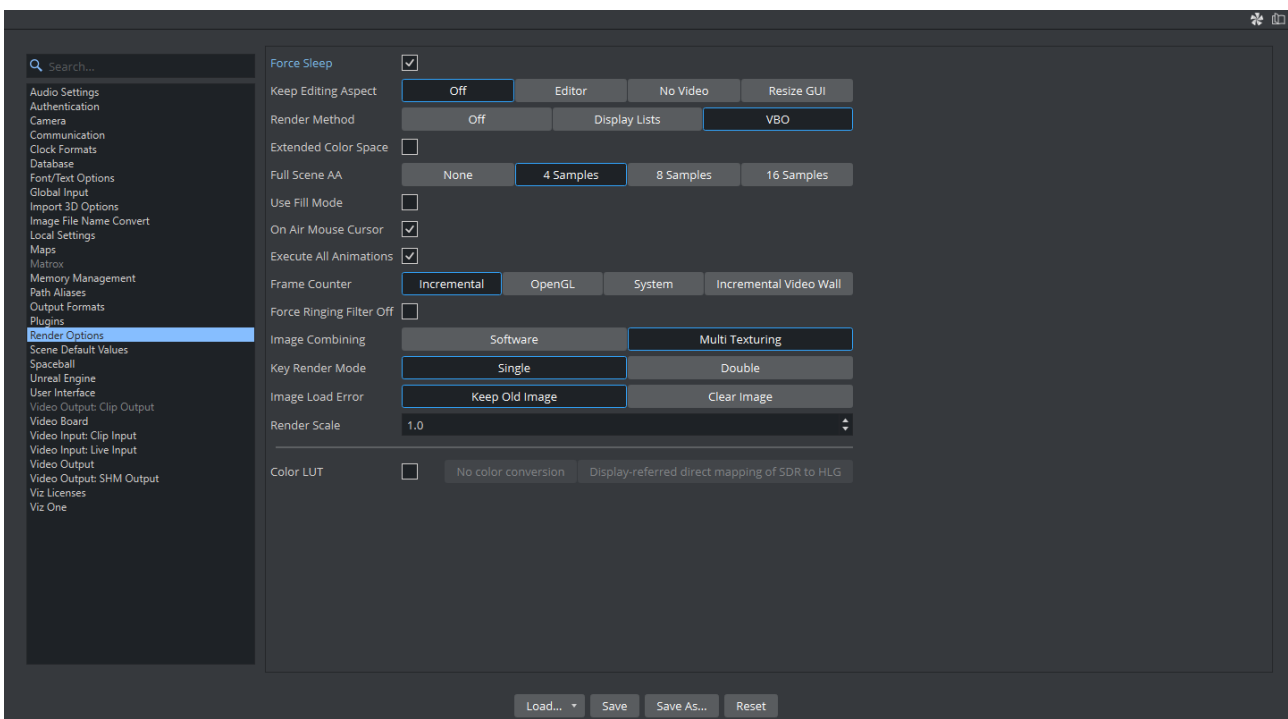 Search...
Audio Settings
Authentication
Camera
Communication
Clock Formats
Database
Font/Text Options
Global Input
Import 3D Options
Image File Name Convert
Local Settings
Maps
Matrox
Memory Management
Path Aliases
Output Formats
Plugins
Render Options
Scene Default Values
Spaceball
Unreal Engine
User Interface
Video Output: Clip Output
Video Board
Video Input: Clip Input
Video Input: Live Input
Video Output
Video Output: SHM Output
Viz Licenses
Viz One
Force Sleep
Keep Editing Aspect Off Editor No Video Resize GUI
Render Method Off Display Lists VBO
Extended Color Space
Full Scene AA None 4 Samples 8 Samples 16 Samples
Use Fill Mode
On Air Mouse Cursor
Execute All Animations
Frame Counter Incremental OpenGL System Incremental Video Wall
Force Ringing Filter Off
Image Combining Software Multi Texturing
Key Render Mode Single Double
Image Load Error Keep Old Image Clear Image
Render Scale 1.0
Color LUT No color conversion Display-referred direct mapping of SDR to HLG
Load... Save Save As... Reset